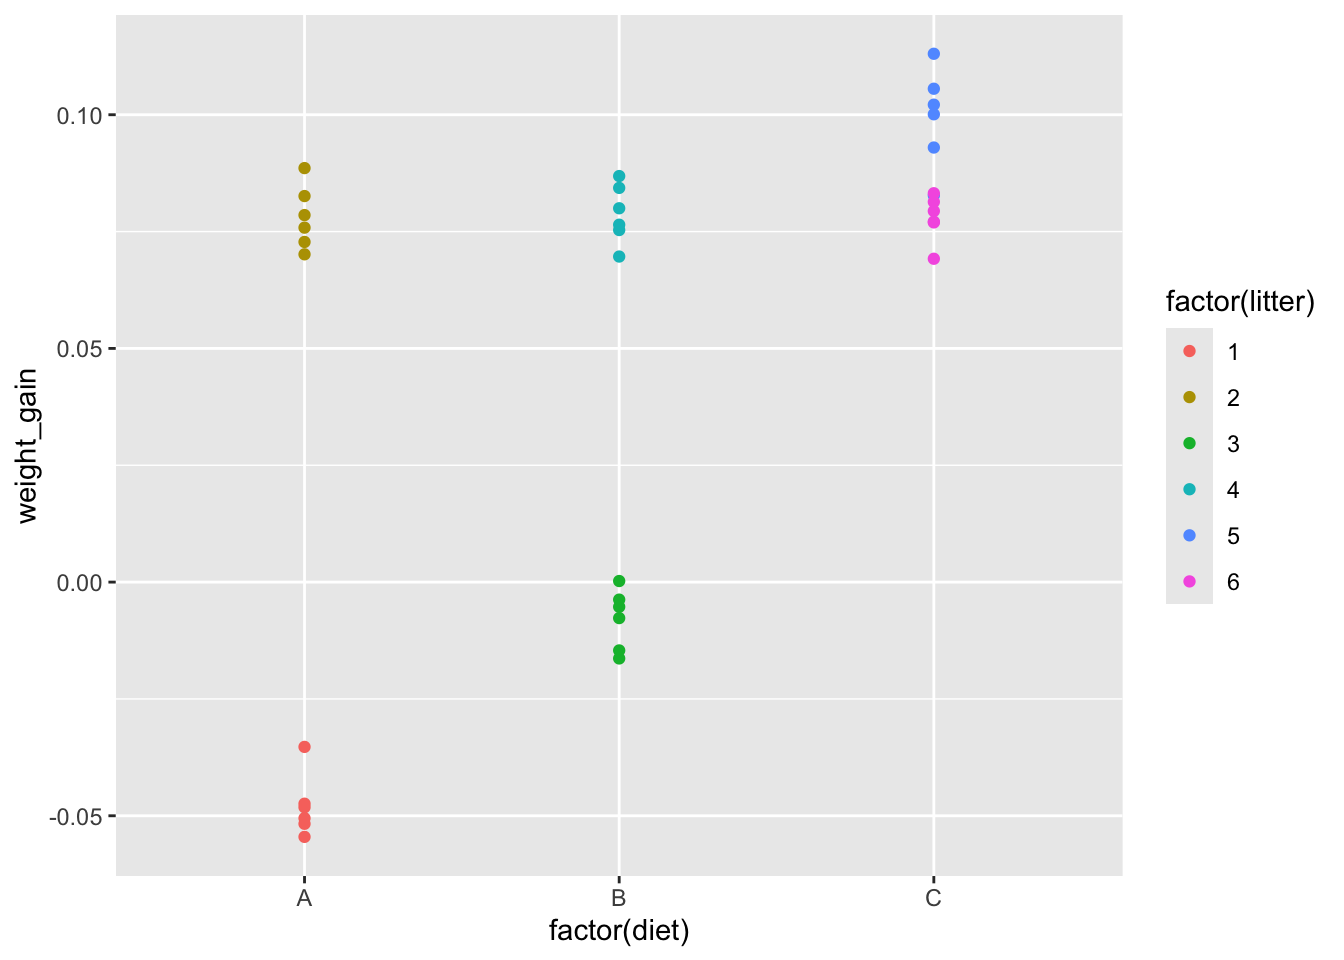 0.10
0.05
0.00
-0.05
weight_gain
A B C
factor(diet)
factor(litter)
1
2
3
4
5
6